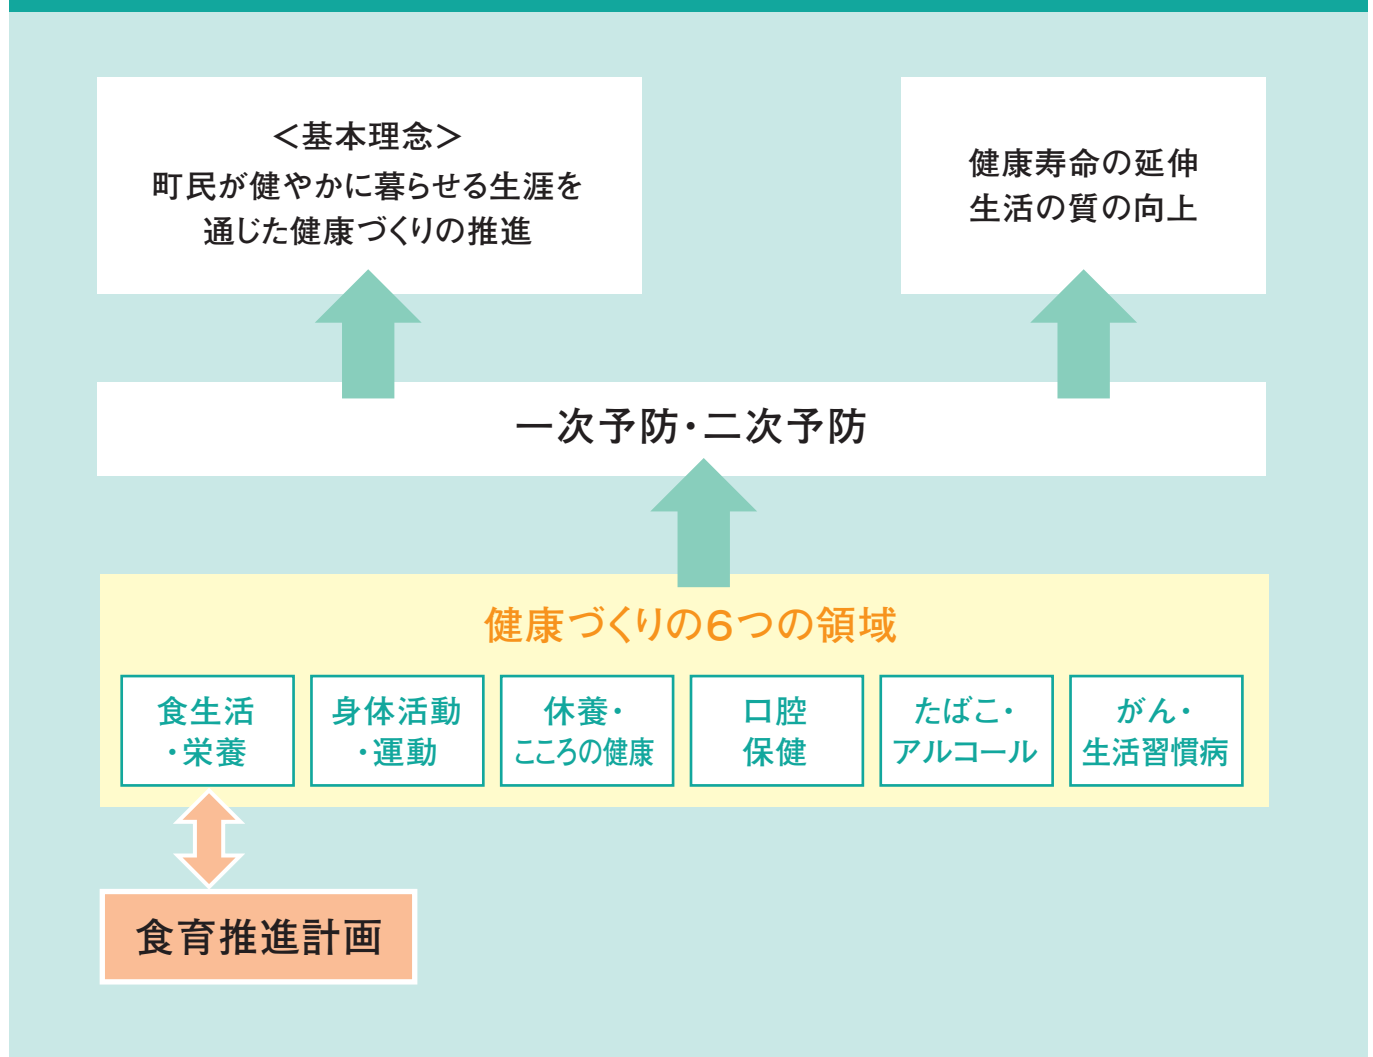 ＜基本理念＞
町民が健やかに暮らせる生涯を
通じた健康づくりの推進
健康寿命の延伸
生活の質の向上
一次予防・二次予防
健康づくりの6つの領域
食生活
・栄養
身体活動
・運動
休養・
こころの健康
口腔
保健
たばこ・
アルコール
がん・
生活習慣病
食育推進計画